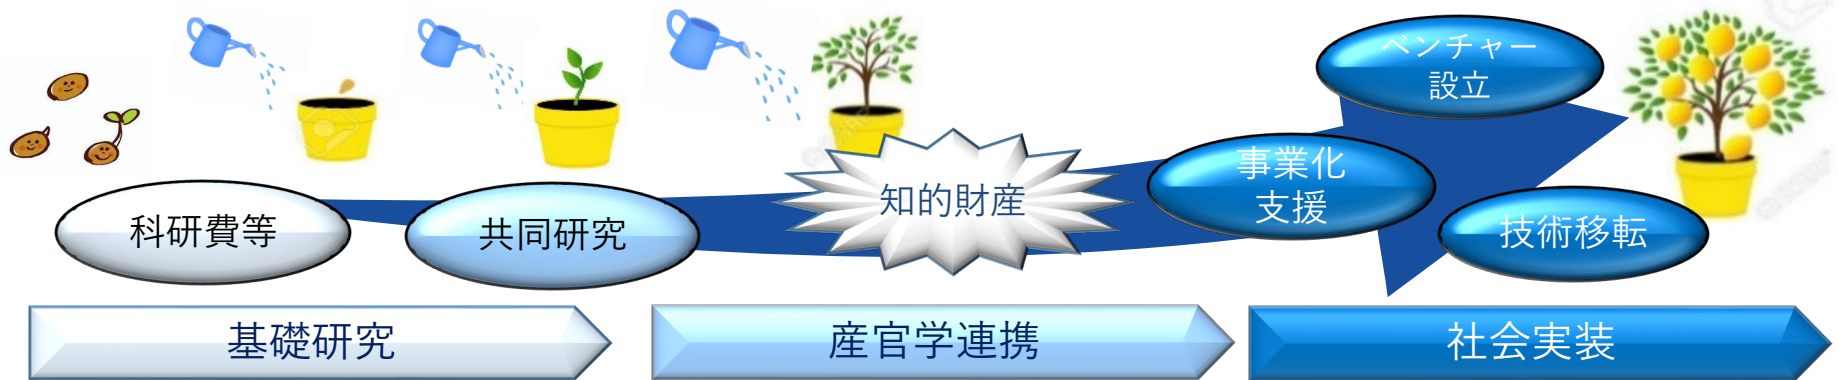 ベンチャー
設立
事業化
支援
知的財産
科研費等
共同研究
技術移転
基礎研究
産官学連携
社会実装